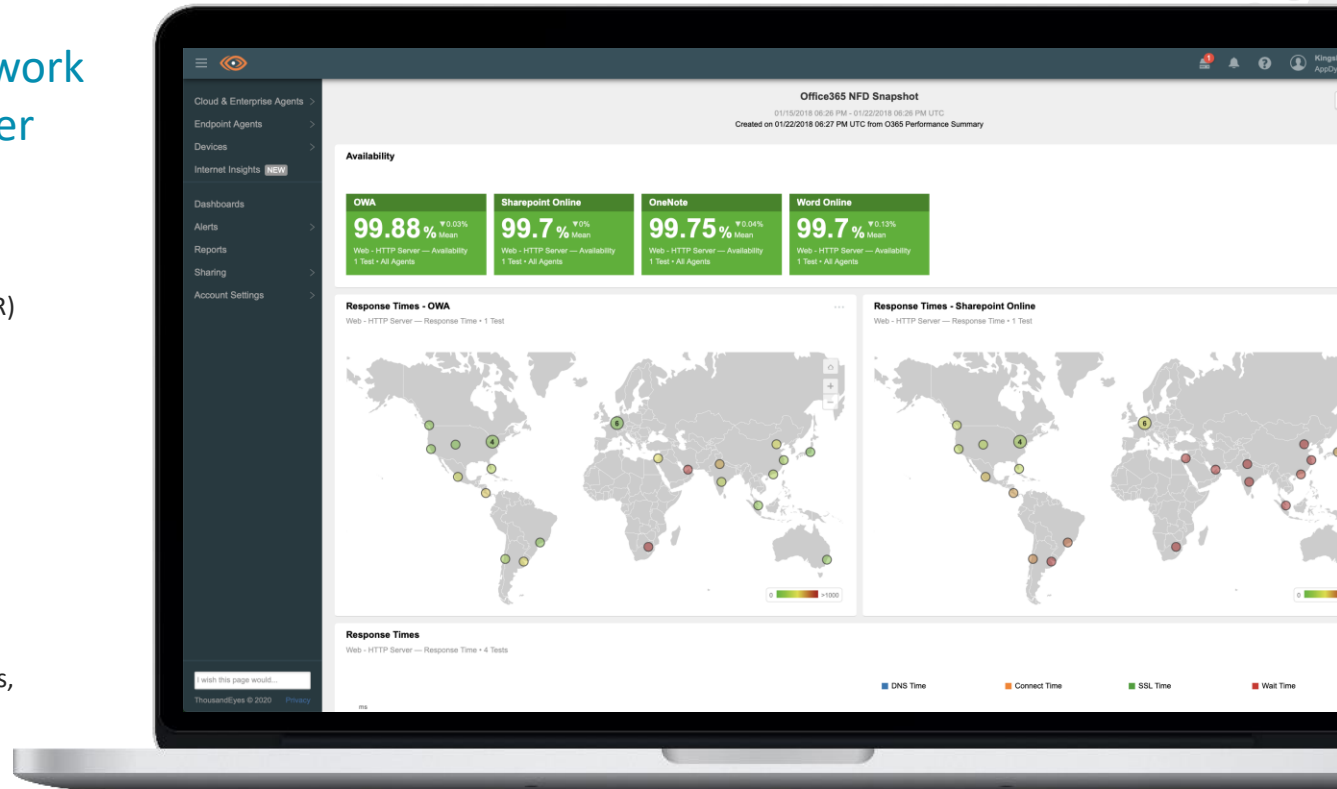 work
er
R)
s,
1
Kingsl
AppDy
Cloud & Enterprise Agents
Endpoint Agents
Devices
Internet Insights NEW
Dashboards
Alerts
Reports
Sharing
Account Settings
I wish this page would...
ThousandEyes © 2020 Privacy
Office365 NFD Snapshot
01/15/2018 06:26 PM - 01/22/2018 06:26 PM UTC
Created on 01/22/2018 06:27 PM UTC from O365 Performance Summary
Availability
OWA
99.88% ▼0.03% Mean
Web - HTTP Server — Availability
1 Test • All Agents
Sharepoint Online
99.7% ▼0% Mean
Web - HTTP Server — Availability
1 Test • All Agents
OneNote
99.75% ▼0.04% Mean
Web - HTTP Server — Availability
1 Test • All Agents
Word Online
99.7% ▼0.13% Mean
Web - HTTP Server — Availability
1 Test • All Agents
Response Times - OWA
Web - HTTP Server — Response Time • 1 Test
4
6
0 >1000
Response Times - Sharepoint Online
Web - HTTP Server — Response Time • 1 Test
4
6
0
Response Times
Web - HTTP Server — Response Time • 4 Tests
DNS Time
Connect Time
SSL Time
Wait Time
ms